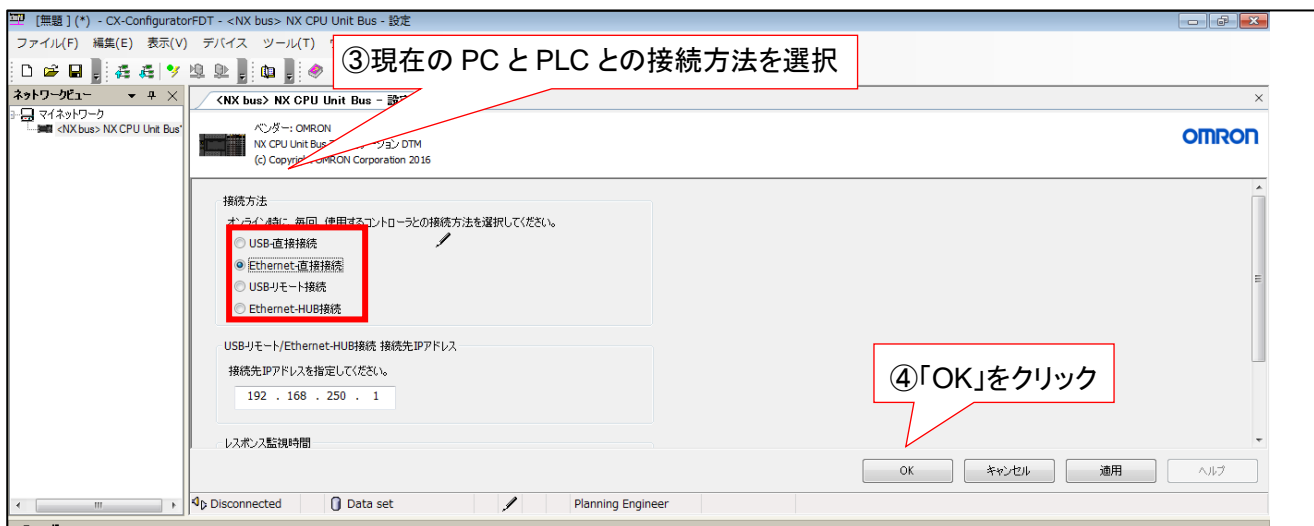 [無題 ] (*) - CX-ConfiguratorFDT - <NX bus> NX CPU Unit Bus - 設定
ファイル(F) 編集(E) 表示(V) デバイス ツール(T)
③現在の PC と PLC との接続方法を選択
ネットワークビュー
<NX bus> NX CPU Unit Bus - 設定
マイネットワーク
<NX bus> NX CPU Unit Bus
ベンダー: OMRON
NX CPU Unit Bus
ション DTM
(c) Copyright OMRON Corporation 2016
OMRON
接続方法
オンライン時に、毎回、使用するコントローラとの接続方法を選択してください。
USB-直接接続
Ethernet-直接接続
USB-リモート接続
Ethernet-HUB接続
USB-リモート/Ethernet-HUB接続 接続先IPアドレス
接続先IPアドレスを指定してください。
192 . 168 . 250 . 1
④「OK」をクリック
レスポンス監視時間
OK キャンセル 適用 ヘルプ
Disconnected Data set Planning Engineer